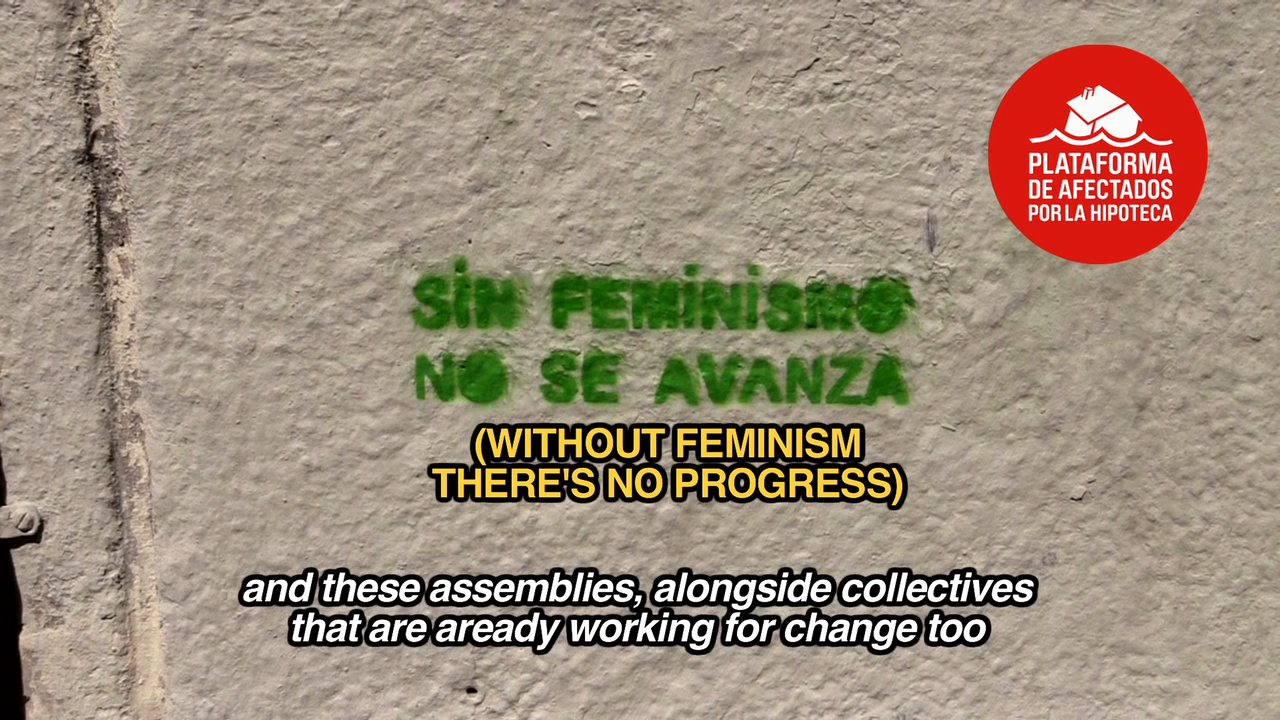 PLATAFORMA
DE AFECTADOS
POR LA HIPOTECA
SiN FEMiNiSMO
NO SE AVANZA
(WITHOUT FEMINISM
THERE'S NO PROGRESS)
and these assemblies, alongside collectives
that are aready working for change too